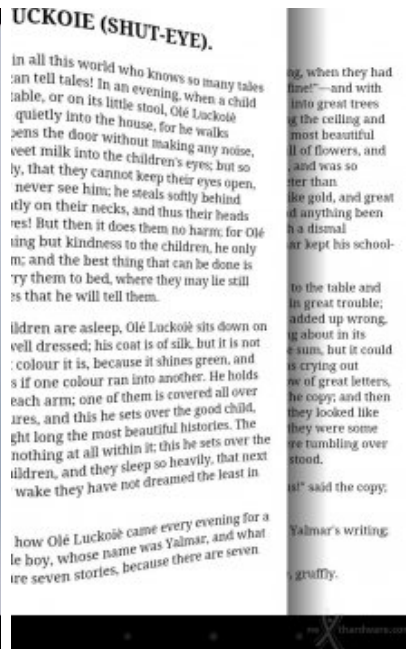 UCKOIE (SHUT-EYE).
in all this world who knows so many tales
an tell tales! In an evening, when a child
table, or on its little stool, Olé Luckoiè
quietly into the house, for he walks
pens the door without making any noise,
weet milk into the children's eyes; but so
ly, that they cannot keep their eyes open,
never see him; he steals softly behind
tly on their necks, and thus their heads
res! But then it does them no harm; for Olé
ing but kindness to the children, he only
m; and the best thing that can be done is
ry them to bed, where they may lie still
es that he will tell them.
ildren are asleep, Olé Luckoiè sits down on
vell dressed; his coat is of silk, but it is not
colour it is, because it shines green, and
s if one colour ran into another. He holds
each arm; one of them is covered all over
ures, and this he sets over the good child,
ght long the most beautiful histories. The
nothing at all within it; this he sets over the
ildren, and they sleep so heavily, that next
wake they have not dreamed the least in
how Olé Luckoiè came every evening for a
le boy, whose name was Yalmar, and what
are seven stories, because there are seven
ng, when they had
fine!"—and with
into great trees
g the ceiling and
most beautiful
ll of flowers, and
, and was so
ter than
ike gold, and great
d anything been
h a dismal
ar kept his school-
to the table and
in great trouble;
added up wrong,
g about in its
e sum, but it could
s crying out
w of great letters,
he copy; and then
they looked like
they were some
re tumbling over
stood.
is!" said the copy;
Yalmar's writing;
, gruffly.
thardware.com